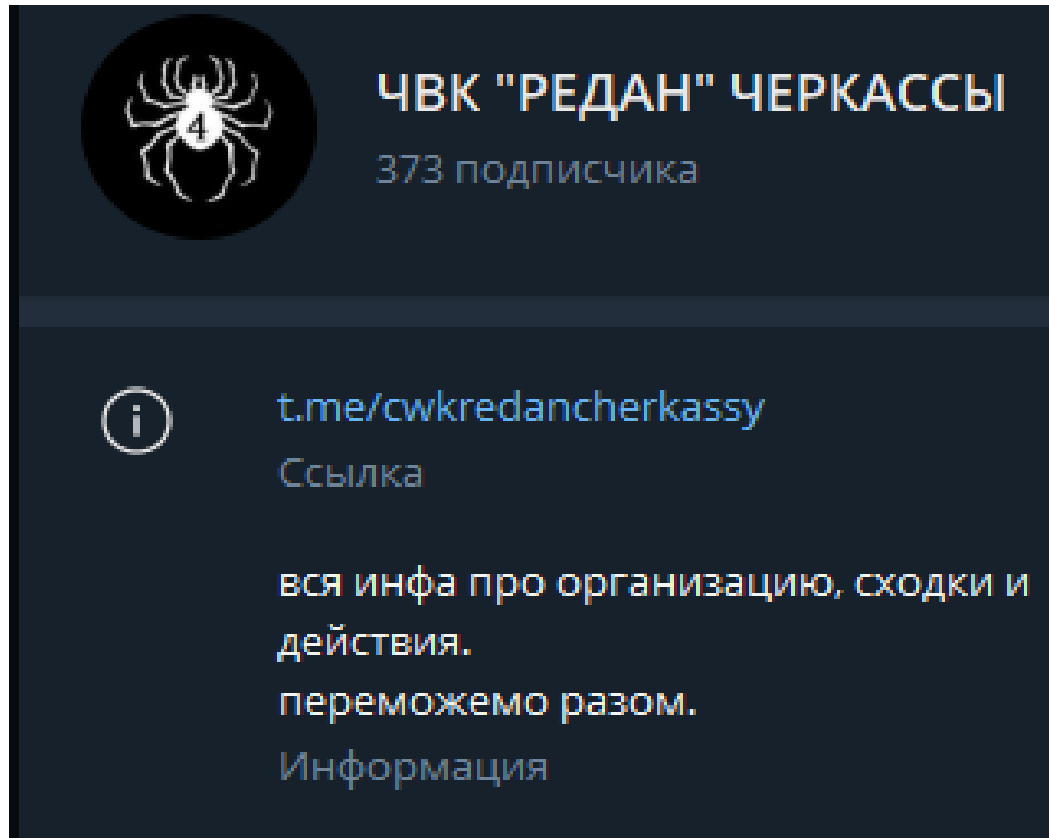 4
ЧВК "РЕДАН" ЧЕРКАССЫ
373 подписчика
t.me/cwkredancherkassy
Ссылка
вся инфа про организацию, сходки и
действия.
переможемо разом.
Информация